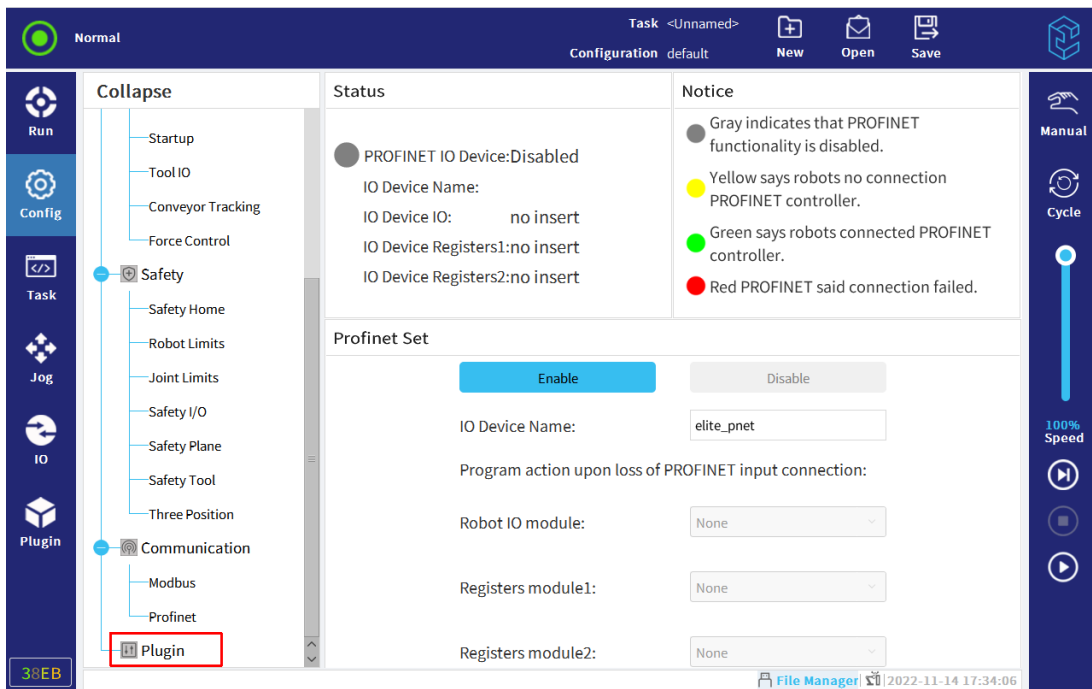 Normal
Task <Unnamed>
Configuration default
New
Open
Save
Run
Config
Task
Jog
IO
Plugin
38EB
Collapse
Startup
Tool IO
Conveyor Tracking
Force Control
Safety
Safety Home
Robot Limits
Joint Limits
Safety I/O
Safety Plane
Safety Tool
Three Position
Communication
Modbus
Profinet
Plugin
Status
PROFINET IO Device:Disabled
IO Device Name:
IO Device IO: no insert
IO Device Registers1:no insert
IO Device Registers2:no insert
Notice
Gray indicates that PROFINET
functionality is disabled.
Yellow says robots no connection
PROFINET controller.
Green says robots connected PROFINET
controller.
Red PROFINET said connection failed.
Profinet Set
Enable
Disable
IO Device Name: elite_pnet
Program action upon loss of PROFINET input connection:
Robot IO module: None
Registers module1: None
Registers module2: None
Manual
Cycle
100%
Speed
File Manager
2022-11-14 17:34:06